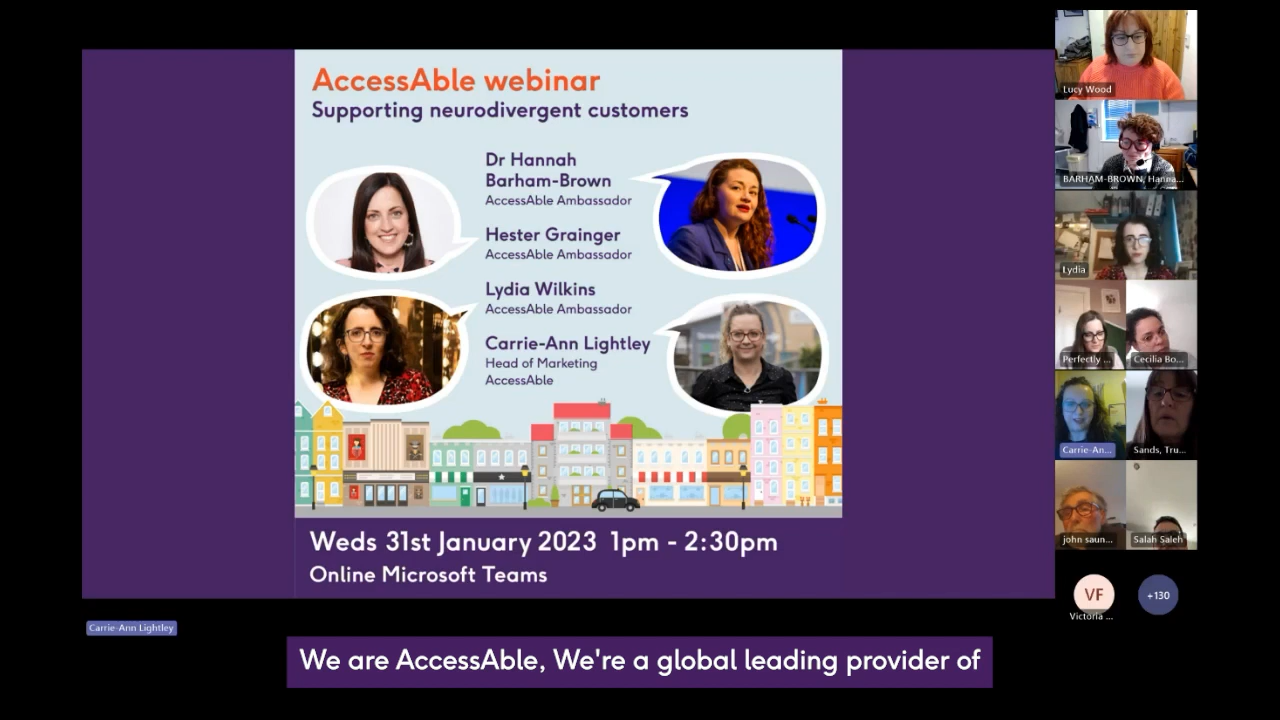 AccessAble webinar
Supporting neurodivergent customers
Dr Hannah
Barham-Brown
AccessAble Ambassador
Hester Grainger
AccessAble Ambassador
Lydia Wilkins
AccessAble Ambassador
Carrie-Ann Lightley
Head of Marketing
AccessAble
Weds 31st January 2023 1pm - 2:30pm
Online Microsoft Teams
Lucy Wood
BARHAM-BROWN, Hanna...
Lydia
Perfectly ...
Cecilia Bo...
Carrie-An...
Sands, Tru...
john saun...
Salah Saleh
VF
+130
Victoria ...
Carrie-Ann Lightley
We are AccessAble, We're a global leading provider of